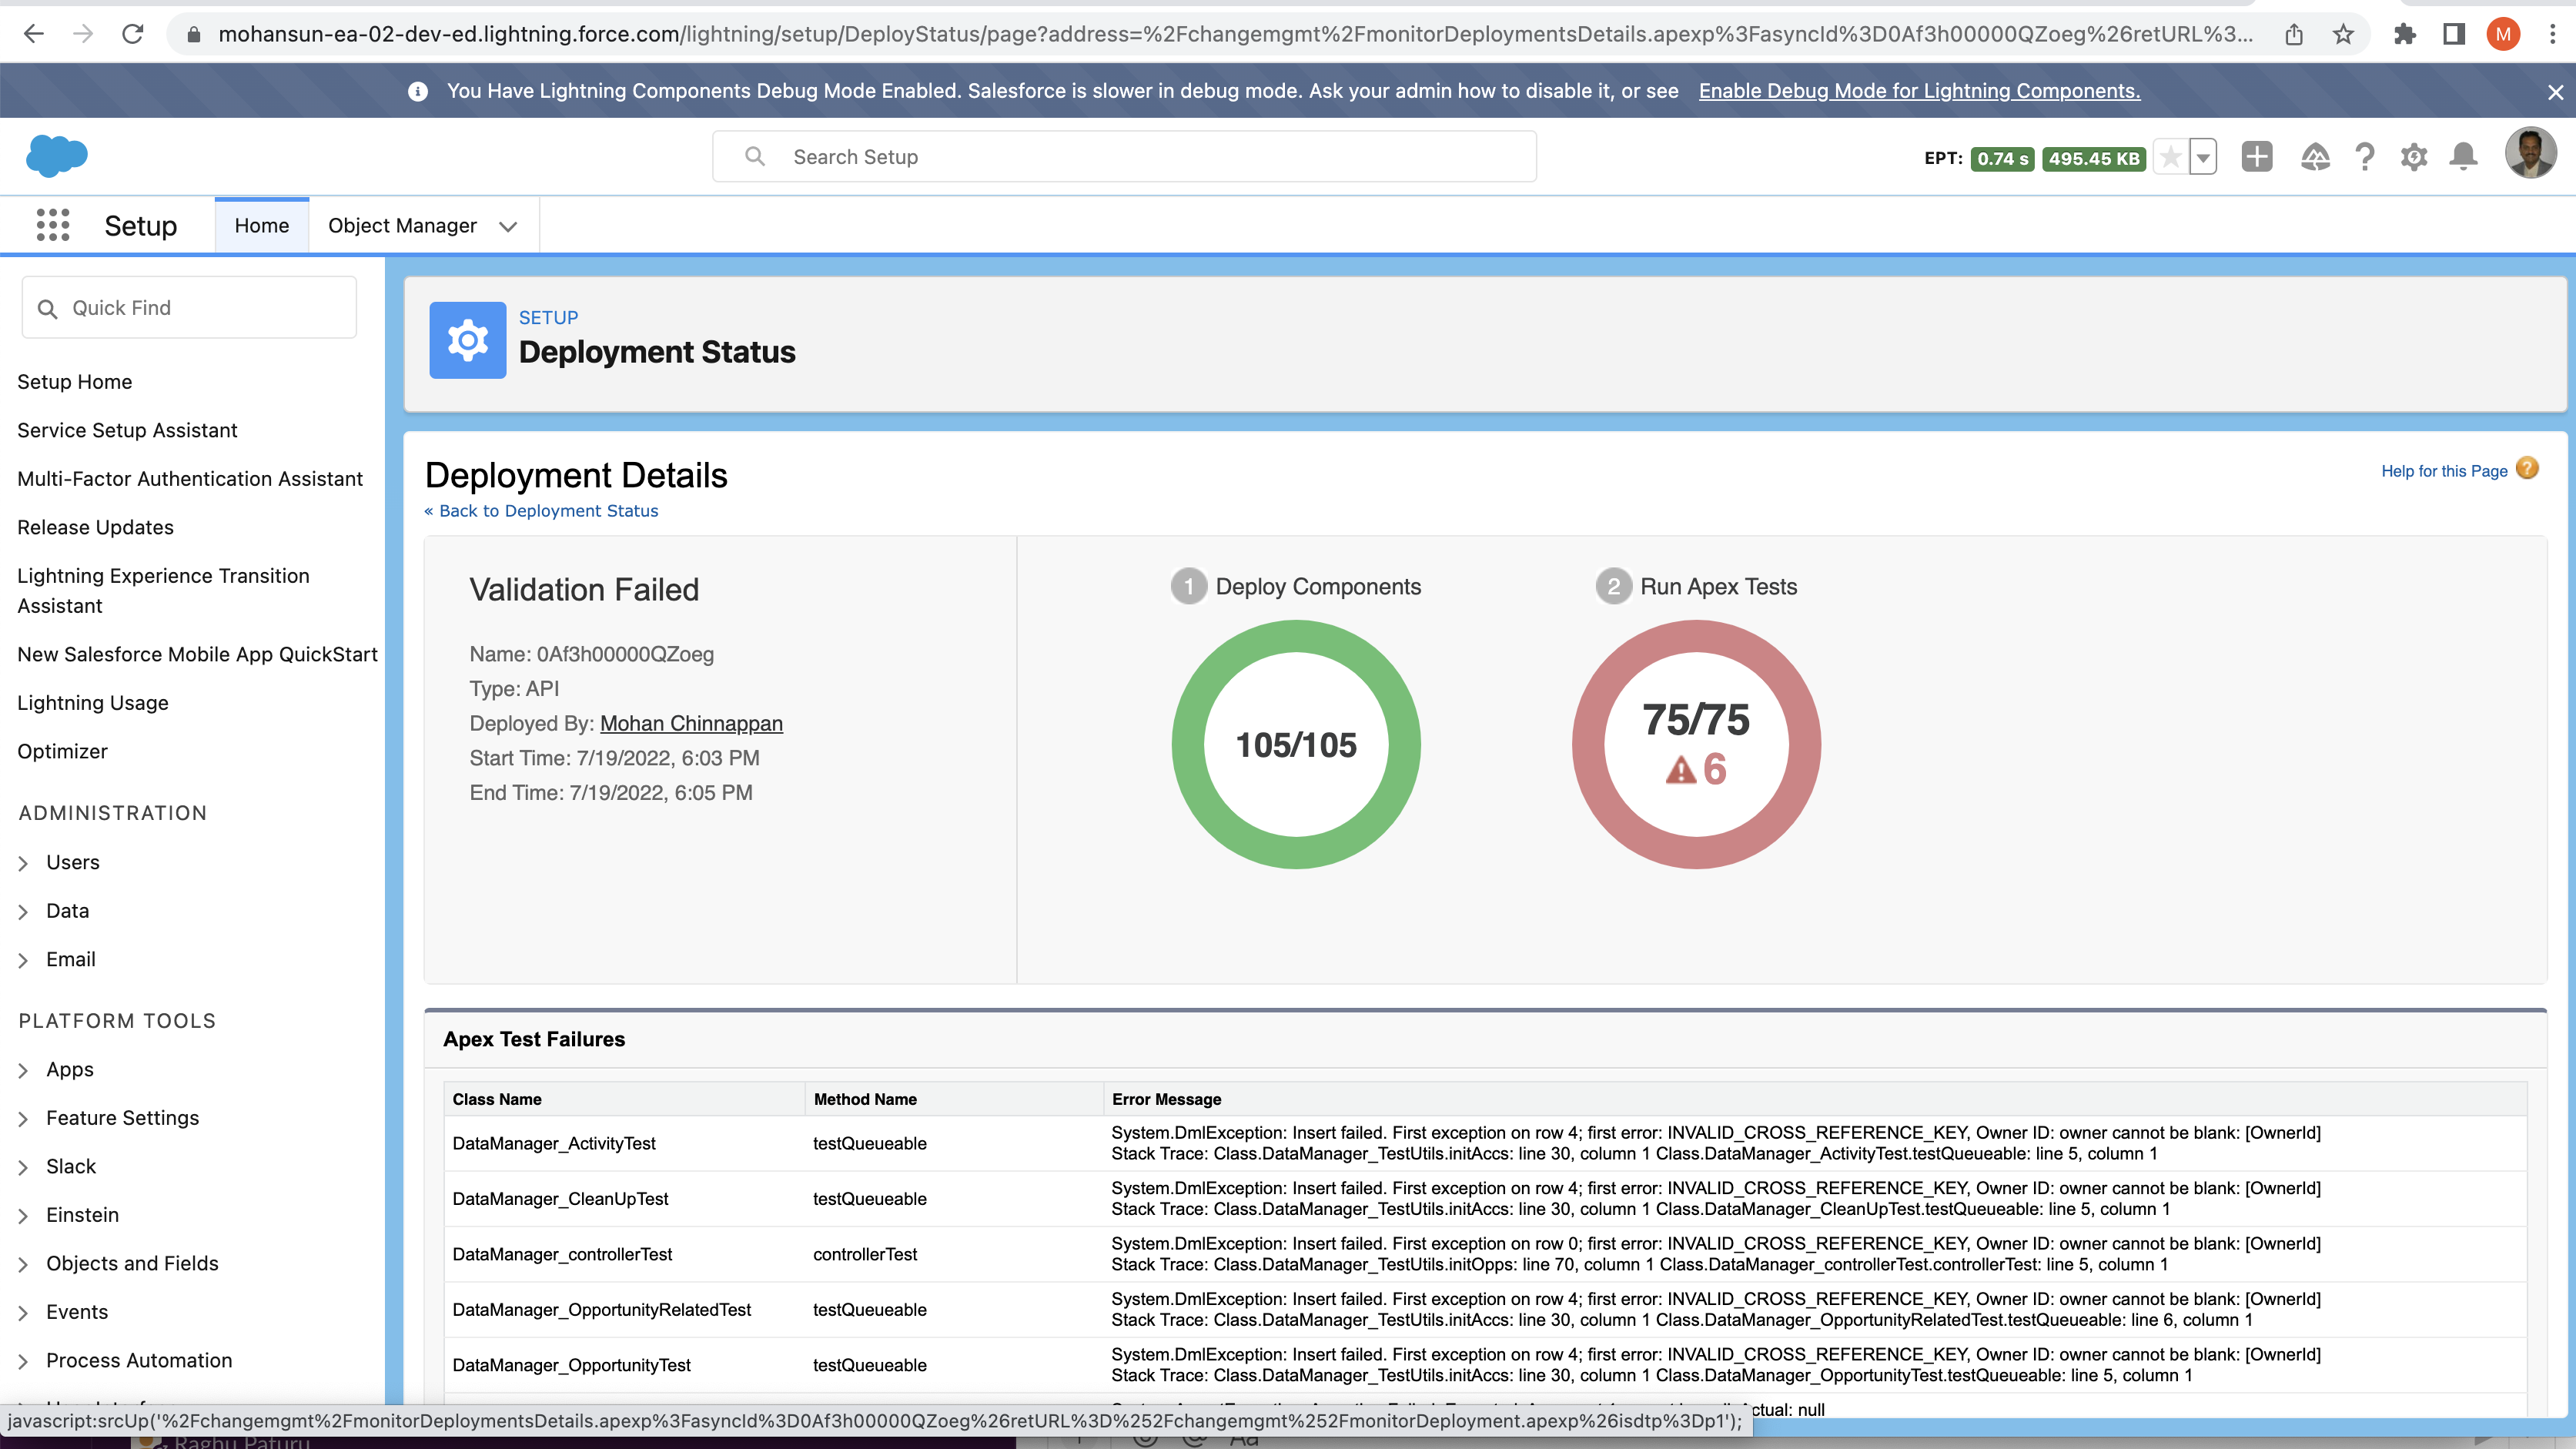 mohansun-ea-02-dev-ed.lightning.force.com/lightning/setup/DeployStatus/page?address=%2Fchangemgmt%2FmonitorDeploymentsDetails.apexp%3FasyncId%3D0Af3h00000QZoeg%26retURL%3...
M
You Have Lightning Components Debug Mode Enabled. Salesforce is slower in debug mode. Ask your admin how to disable it, or see Enable Debug Mode for Lightning Components.
Search Setup
EPT: 0.74 s 495.45 KB
Setup
Home
Object Manager
Quick Find
Setup Home
Service Setup Assistant
Multi-Factor Authentication Assistant
Release Updates
Lightning Experience Transition
Assistant
New Salesforce Mobile App QuickStart
Lightning Usage
Optimizer
ADMINISTRATION
Users
Data
Email
PLATFORM TOOLS
Apps
Feature Settings
Slack
Einstein
Objects and Fields
Events
Process Automation
SETUP
Deployment Status
Deployment Details
Help for this Page ?
« Back to Deployment Status
Validation Failed
Name: 0Af3h00000QZoeg
Type: API
Deployed By: Mohan Chinnappan
Start Time: 7/19/2022, 6:03 PM
End Time: 7/19/2022, 6:05 PM
1 Deploy Components
105/105
2 Run Apex Tests
75/75
6
Apex Test Failures
Class Name Method Name Error Message
DataManager_ActivityTest testQueueable System.DmlException: Insert failed. First exception on row 4; first error: INVALID_CROSS_REFERENCE_KEY, Owner ID: owner cannot be blank: [OwnerId]
Stack Trace: Class.DataManager_TestUtils.initAccs: line 30, column 1 Class.DataManager_ActivityTest.testQueueable: line 5, column 1
DataManager_CleanUpTest testQueueable System.DmlException: Insert failed. First exception on row 4; first error: INVALID_CROSS_REFERENCE_KEY, Owner ID: owner cannot be blank: [OwnerId]
Stack Trace: Class.DataManager_TestUtils.initAccs: line 30, column 1 Class.DataManager_CleanUpTest.testQueueable: line 5, column 1
DataManager_controllerTest controllerTest System.DmlException: Insert failed. First exception on row 0; first error: INVALID_CROSS_REFERENCE_KEY, Owner ID: owner cannot be blank: [OwnerId]
Stack Trace: Class.DataManager_TestUtils.initOpps: line 70, column 1 Class.DataManager_controllerTest.controllerTest: line 5, column 1
DataManager_OpportunityRelatedTest testQueueable System.DmlException: Insert failed. First exception on row 4; first error: INVALID_CROSS_REFERENCE_KEY, Owner ID: owner cannot be blank: [OwnerId]
Stack Trace: Class.DataManager_TestUtils.initAccs: line 30, column 1 Class.DataManager_OpportunityRelatedTest.testQueueable: line 6, column 1
DataManager_OpportunityTest testQueueable System.DmlException: Insert failed. First exception on row 4; first error: INVALID_CROSS_REFERENCE_KEY, Owner ID: owner cannot be blank: [OwnerId]
Stack Trace: Class.DataManager_TestUtils.initAccs: line 30, column 1 Class.DataManager_OpportunityTest.testQueueable: line 5, column 1
ctual: null
javascript:srcUp('%2Fchangemgmt%2FmonitorDeploymentsDetails.apexp%3FasyncId%3D0Af3h00000QZoeg%26retURL%3D%252Fchangemgmt%252FmonitorDeployment.apexp%26isdtp%3Dp1');